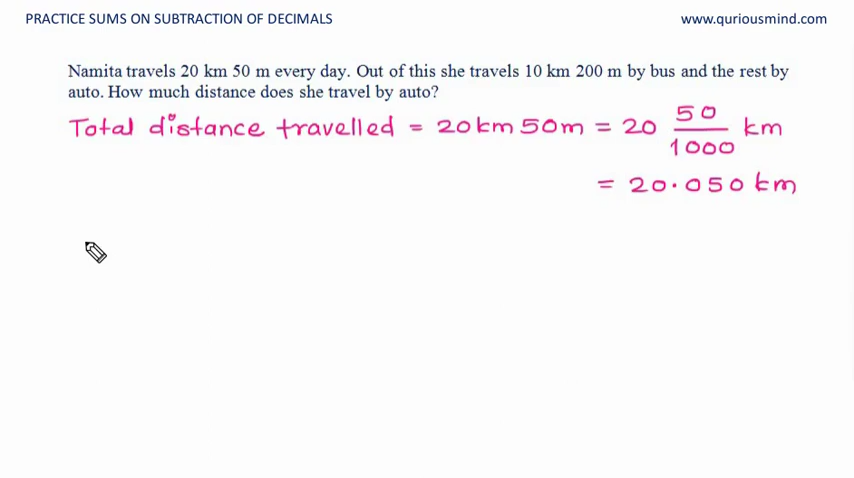 PRACTICE SUMS ON SUBTRACTION OF DECIMALS
www.quriousmind.com
Namita travels 20 km 50 m every day. Out of this she travels 10 km 200 m by bus and the rest by
auto. How much distance does she travel by auto?
Total distance travelled = 20km 50m = 20 50/1000 km
= 20.050 km